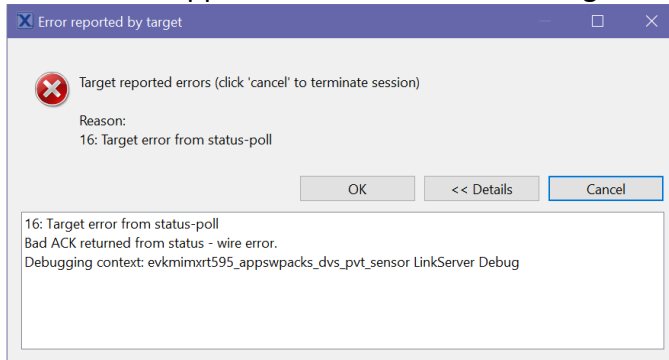 Error reported by target
Target reported errors (click 'cancel' to terminate session)
Reason:
16: Target error from status-poll
OK
<< Details
Cancel
16: Target error from status-poll
Bad ACK returned from status - wire error.
Debugging context: evkmimxrt595_appswpacks_dvs_pvt_sensor LinkServer Debug